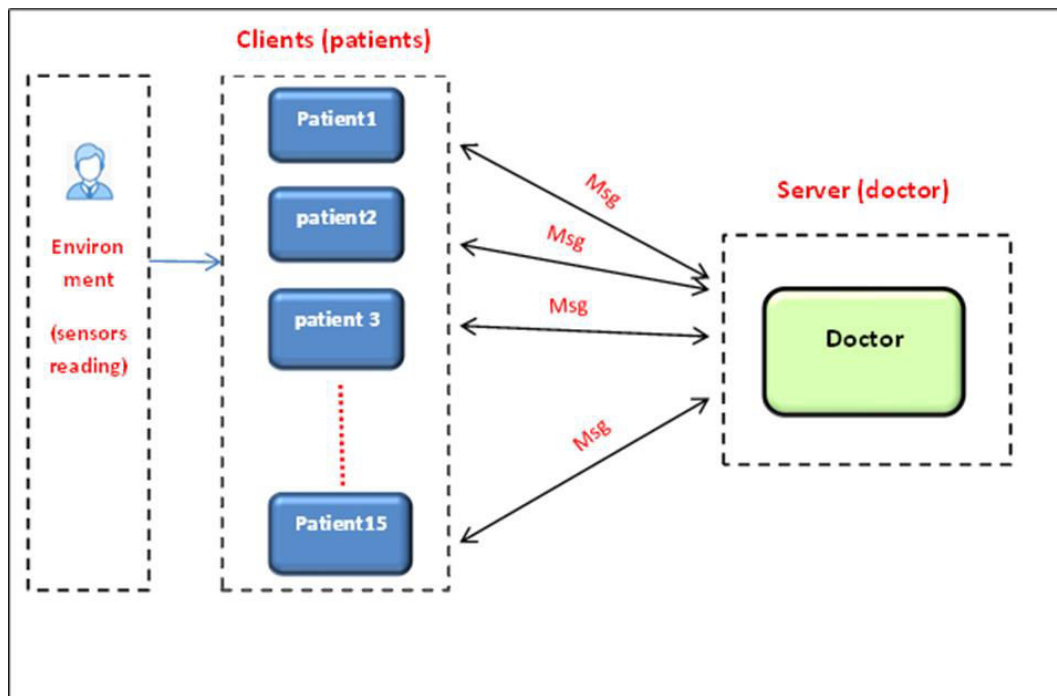 Clients (patients)
Environ
ment
(sensors
reading)
Patient1
patient2
patient 3
Patient15
Msg
Msg
Msg
Msg
Server (doctor)
Doctor